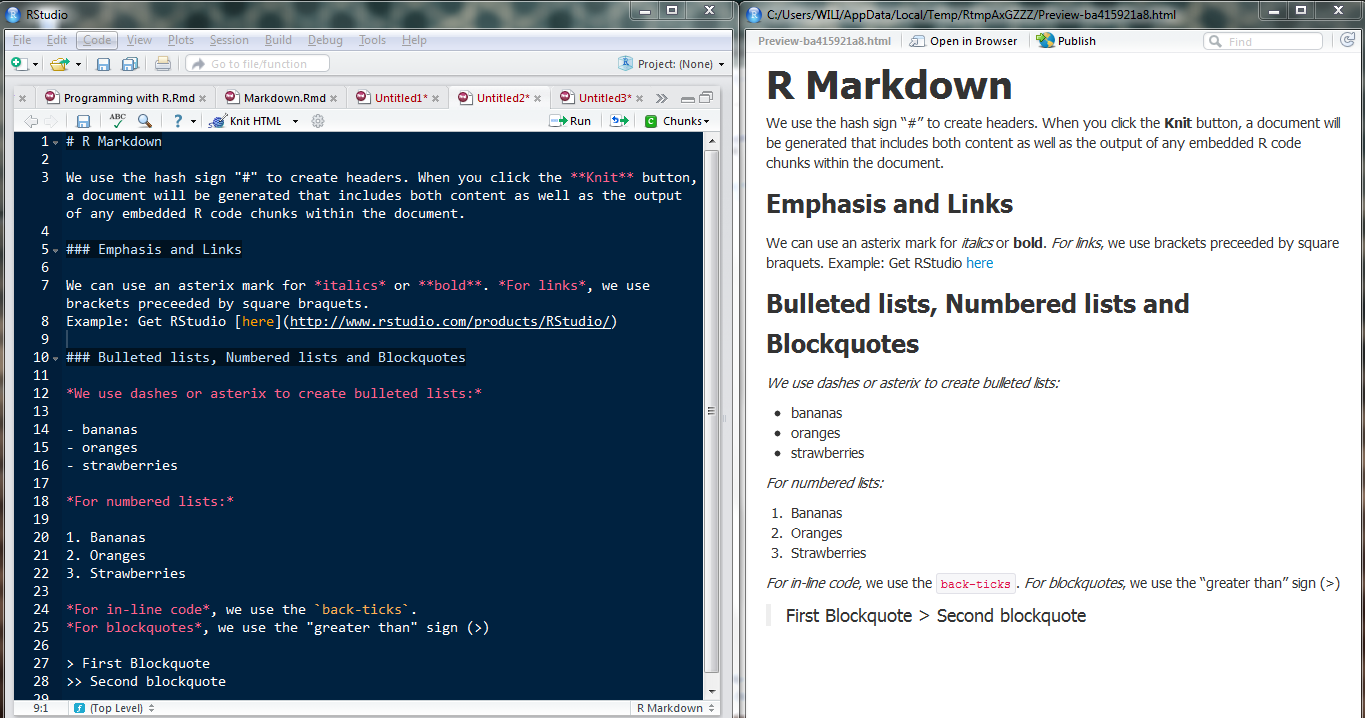 RStudio
File Edit Code View Plots Session Build Debug Tools Help
Go to file/function
Project: (None)
Programming with R.Rmd
Markdown.Rmd
Untitled1*
Untitled2*
Untitled3*
ABC
?
Knit HTML
Run
Chunks
1 # R Markdown
2
3 We use the hash sign "#" to create headers. When you click the **Knit** button,
a document will be generated that includes both content as well as the output
of any embedded R code chunks within the document.
4
5 ### Emphasis and Links
6
7 We can use an asterix mark for *italics* or **bold**. *For links*, we use
brackets preceeded by square braquets.
8 Example: Get RStudio [here](http://www.rstudio.com/products/RStudio/)
9
10 ### Bulleted lists, Numbered lists and Blockquotes
11
12 *We use dashes or asterix to create bulleted lists:*
13
14 - bananas
15 - oranges
16 - strawberries
17
18 *For numbered lists:*
19
20 1. Bananas
21 2. Oranges
22 3. Strawberries
23
24 *For in-line code*, we use the `back-ticks`.
25 *For blockquotes*, we use the "greater than" sign (>)
26
27 > First Blockquote
28 >> Second blockquote
29
9:1
(Top Level)
R Markdown
C:/Users/WILI/AppData/Local/Temp/RtmpAxGZZZ/Preview-ba415921a8.html
Preview-ba415921a8.html
Open in Browser
Publish
Find
R Markdown
We use the hash sign “#” to create headers. When you click the Knit button, a document will
be generated that includes both content as well as the output of any embedded R code
chunks within the document.
Emphasis and Links
We can use an asterix mark for italics or bold. For links, we use brackets preceeded by square
braquets. Example: Get RStudio here
Bulleted lists, Numbered lists and
Blockquotes
We use dashes or asterix to create bulleted lists:
• bananas
• oranges
• strawberries
For numbered lists:
1. Bananas
2. Oranges
3. Strawberries
For in-line code, we use the back-ticks. For blockquotes, we use the “greater than” sign (>)
First Blockquote > Second blockquote